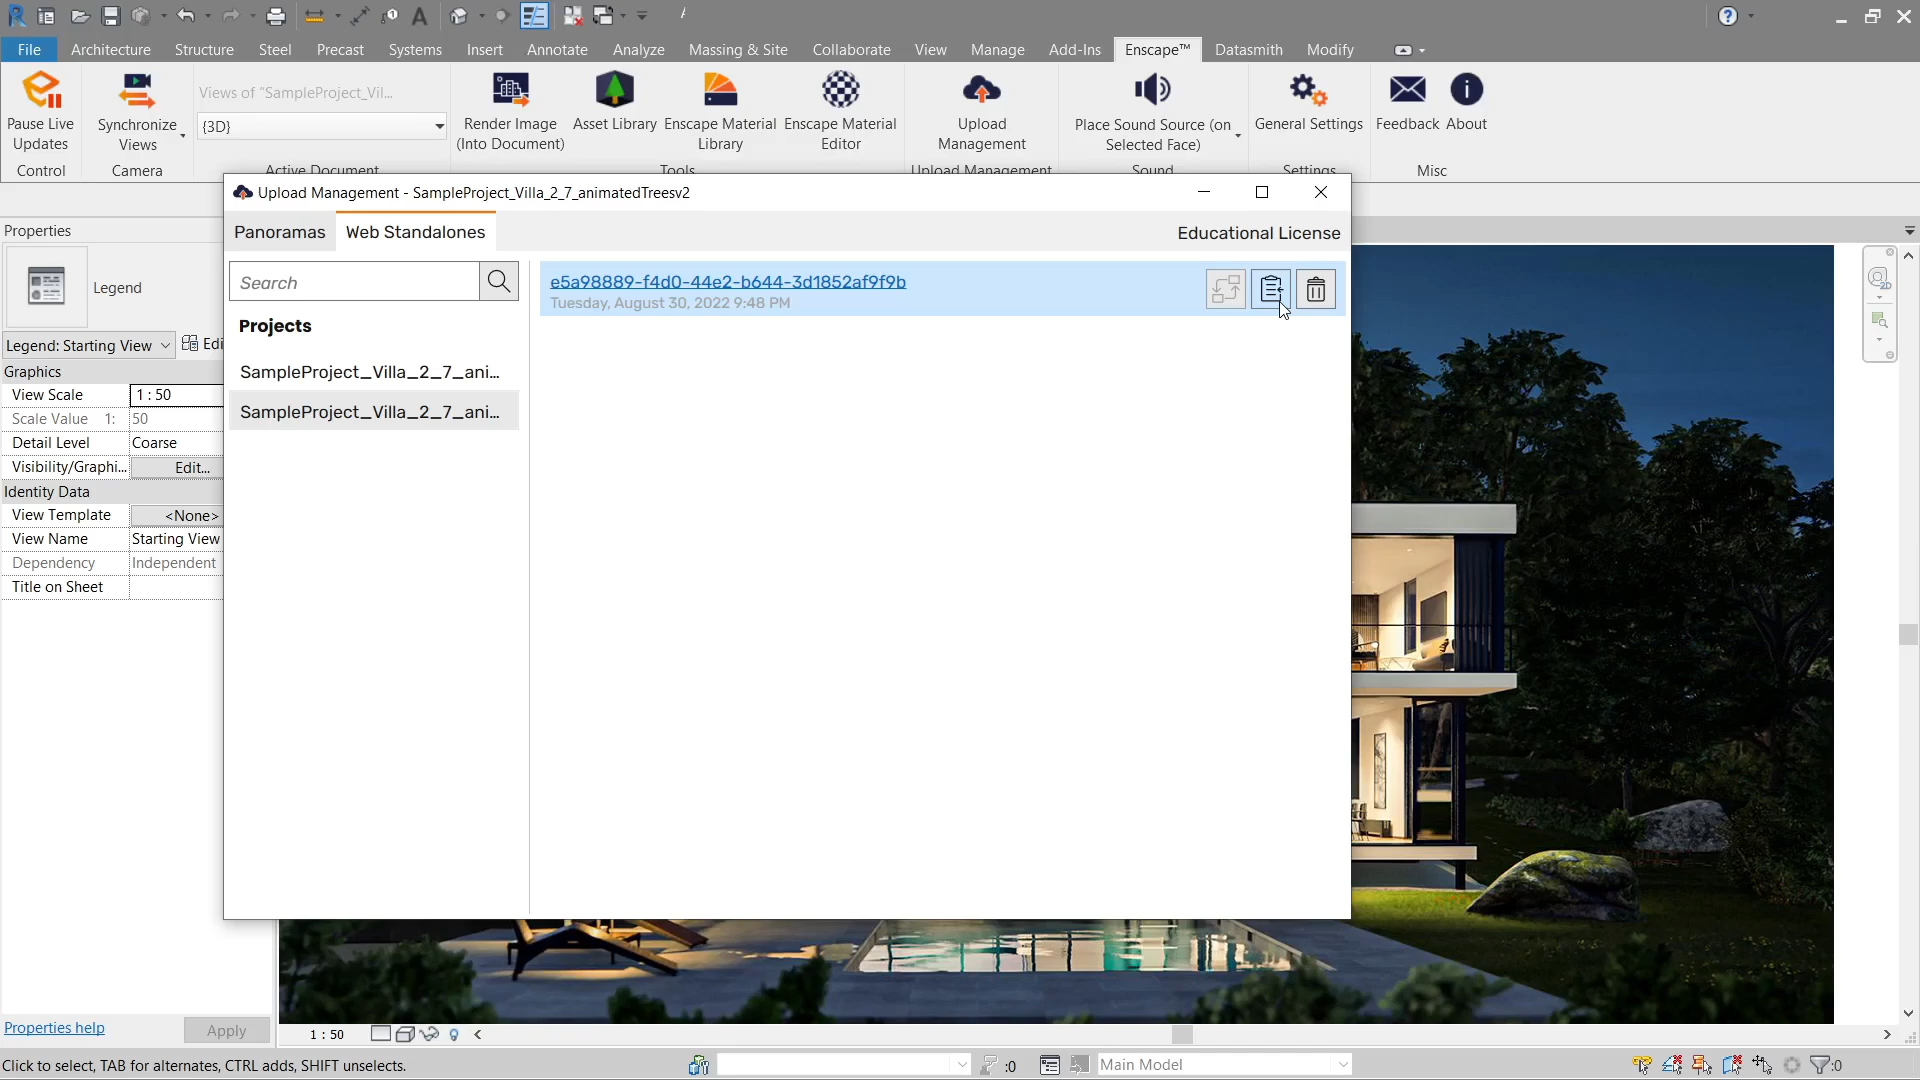 File Architecture Structure Steel Precast Systems Insert Annotate Analyze Massing & Site Collaborate View Manage Add-Ins Enscape™ Datasmith Modify
Pause Live Updates
Control
Synchronize Views
Camera
Views of "SampleProject_Vil...
{3D}
Active Document
Render Image (Into Document)
Asset Library
Enscape Material Library
Enscape Material Editor
Tools
Upload Management
Upload Management
Place Sound Source (on Selected Face)
Sound
General Settings
Settings
Feedback
About
Misc
Upload Management - SampleProject_Villa_2_7_animatedTreesv2
Panoramas Web Standalones Educational License
Search
Projects
SampleProject_Villa_2_7_ani...
SampleProject_Villa_2_7_ani...
e5a98889-f4d0-44e2-b644-3d1852af9f9b
Tuesday, August 30, 2022 9:48 PM
Properties
Legend
Legend: Starting View Edi
Graphics
View Scale 1 : 50
Scale Value 1: 50
Detail Level Coarse
Visibility/Graphi... Edit...
Identity Data
View Template <None>
View Name Starting View
Dependency Independent
Title on Sheet
Properties help Apply
1 : 50
Click to select, TAB for alternates, CTRL adds, SHIFT unselects. :0 Main Model :0